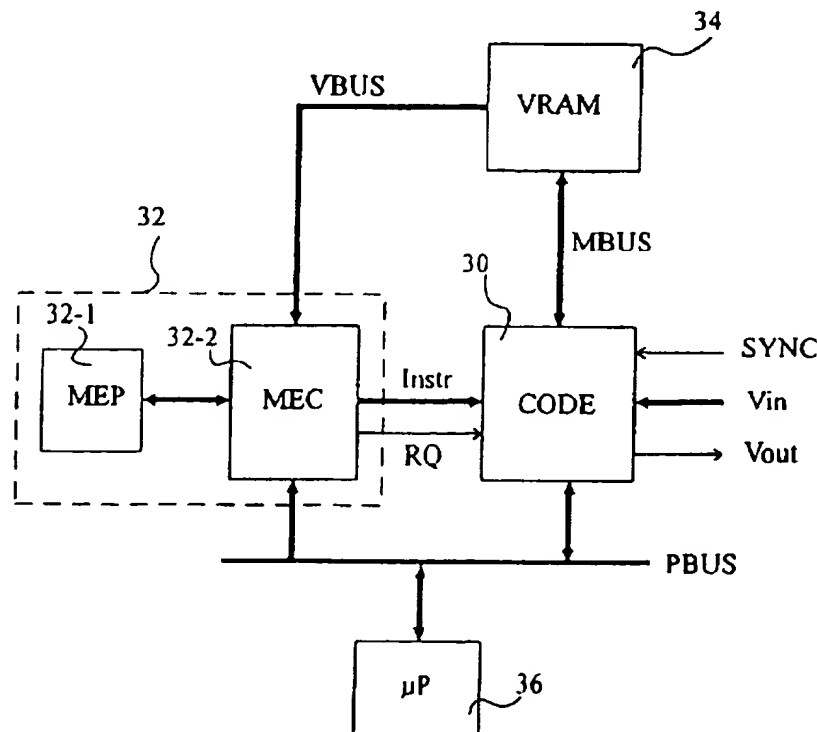 34
VBUS
VRAM
32
MBUS
30
32-1
32-2
SYNC
Instr
MEP
MEC
CODE
Vin
RQ
Vout
PBUS
µP
36